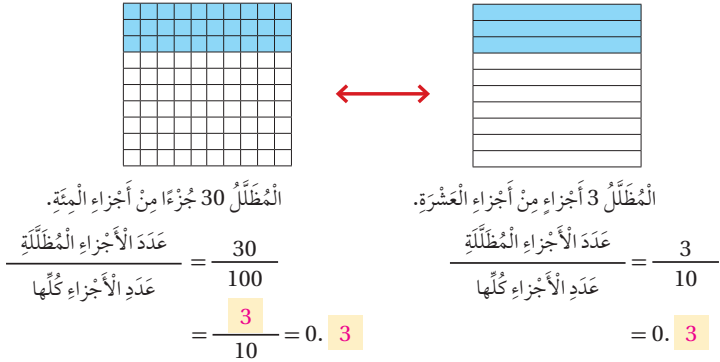 الْمُظَلَّلُ 3 أَجْزاءٍ مِنْ أَجْزاءِ الْعَشْرَةِ.
عَدَدَ الْأَجْزاءِ الْمُظَلَّلَةِ / عَدَدِ الْأَجْزاءِ كُلِّها = 3/10
= 0. 3
الْمُظَلَّلُ 30 جُزْءًا مِنْ أَجْزاءِ الْمِئَةِ.
عَدَدَ الْأَجْزاءِ الْمُظَلَّلَةِ / عَدَدِ الْأَجْزاءِ كُلِّها = 30/100
= 3/10 = 0. 3